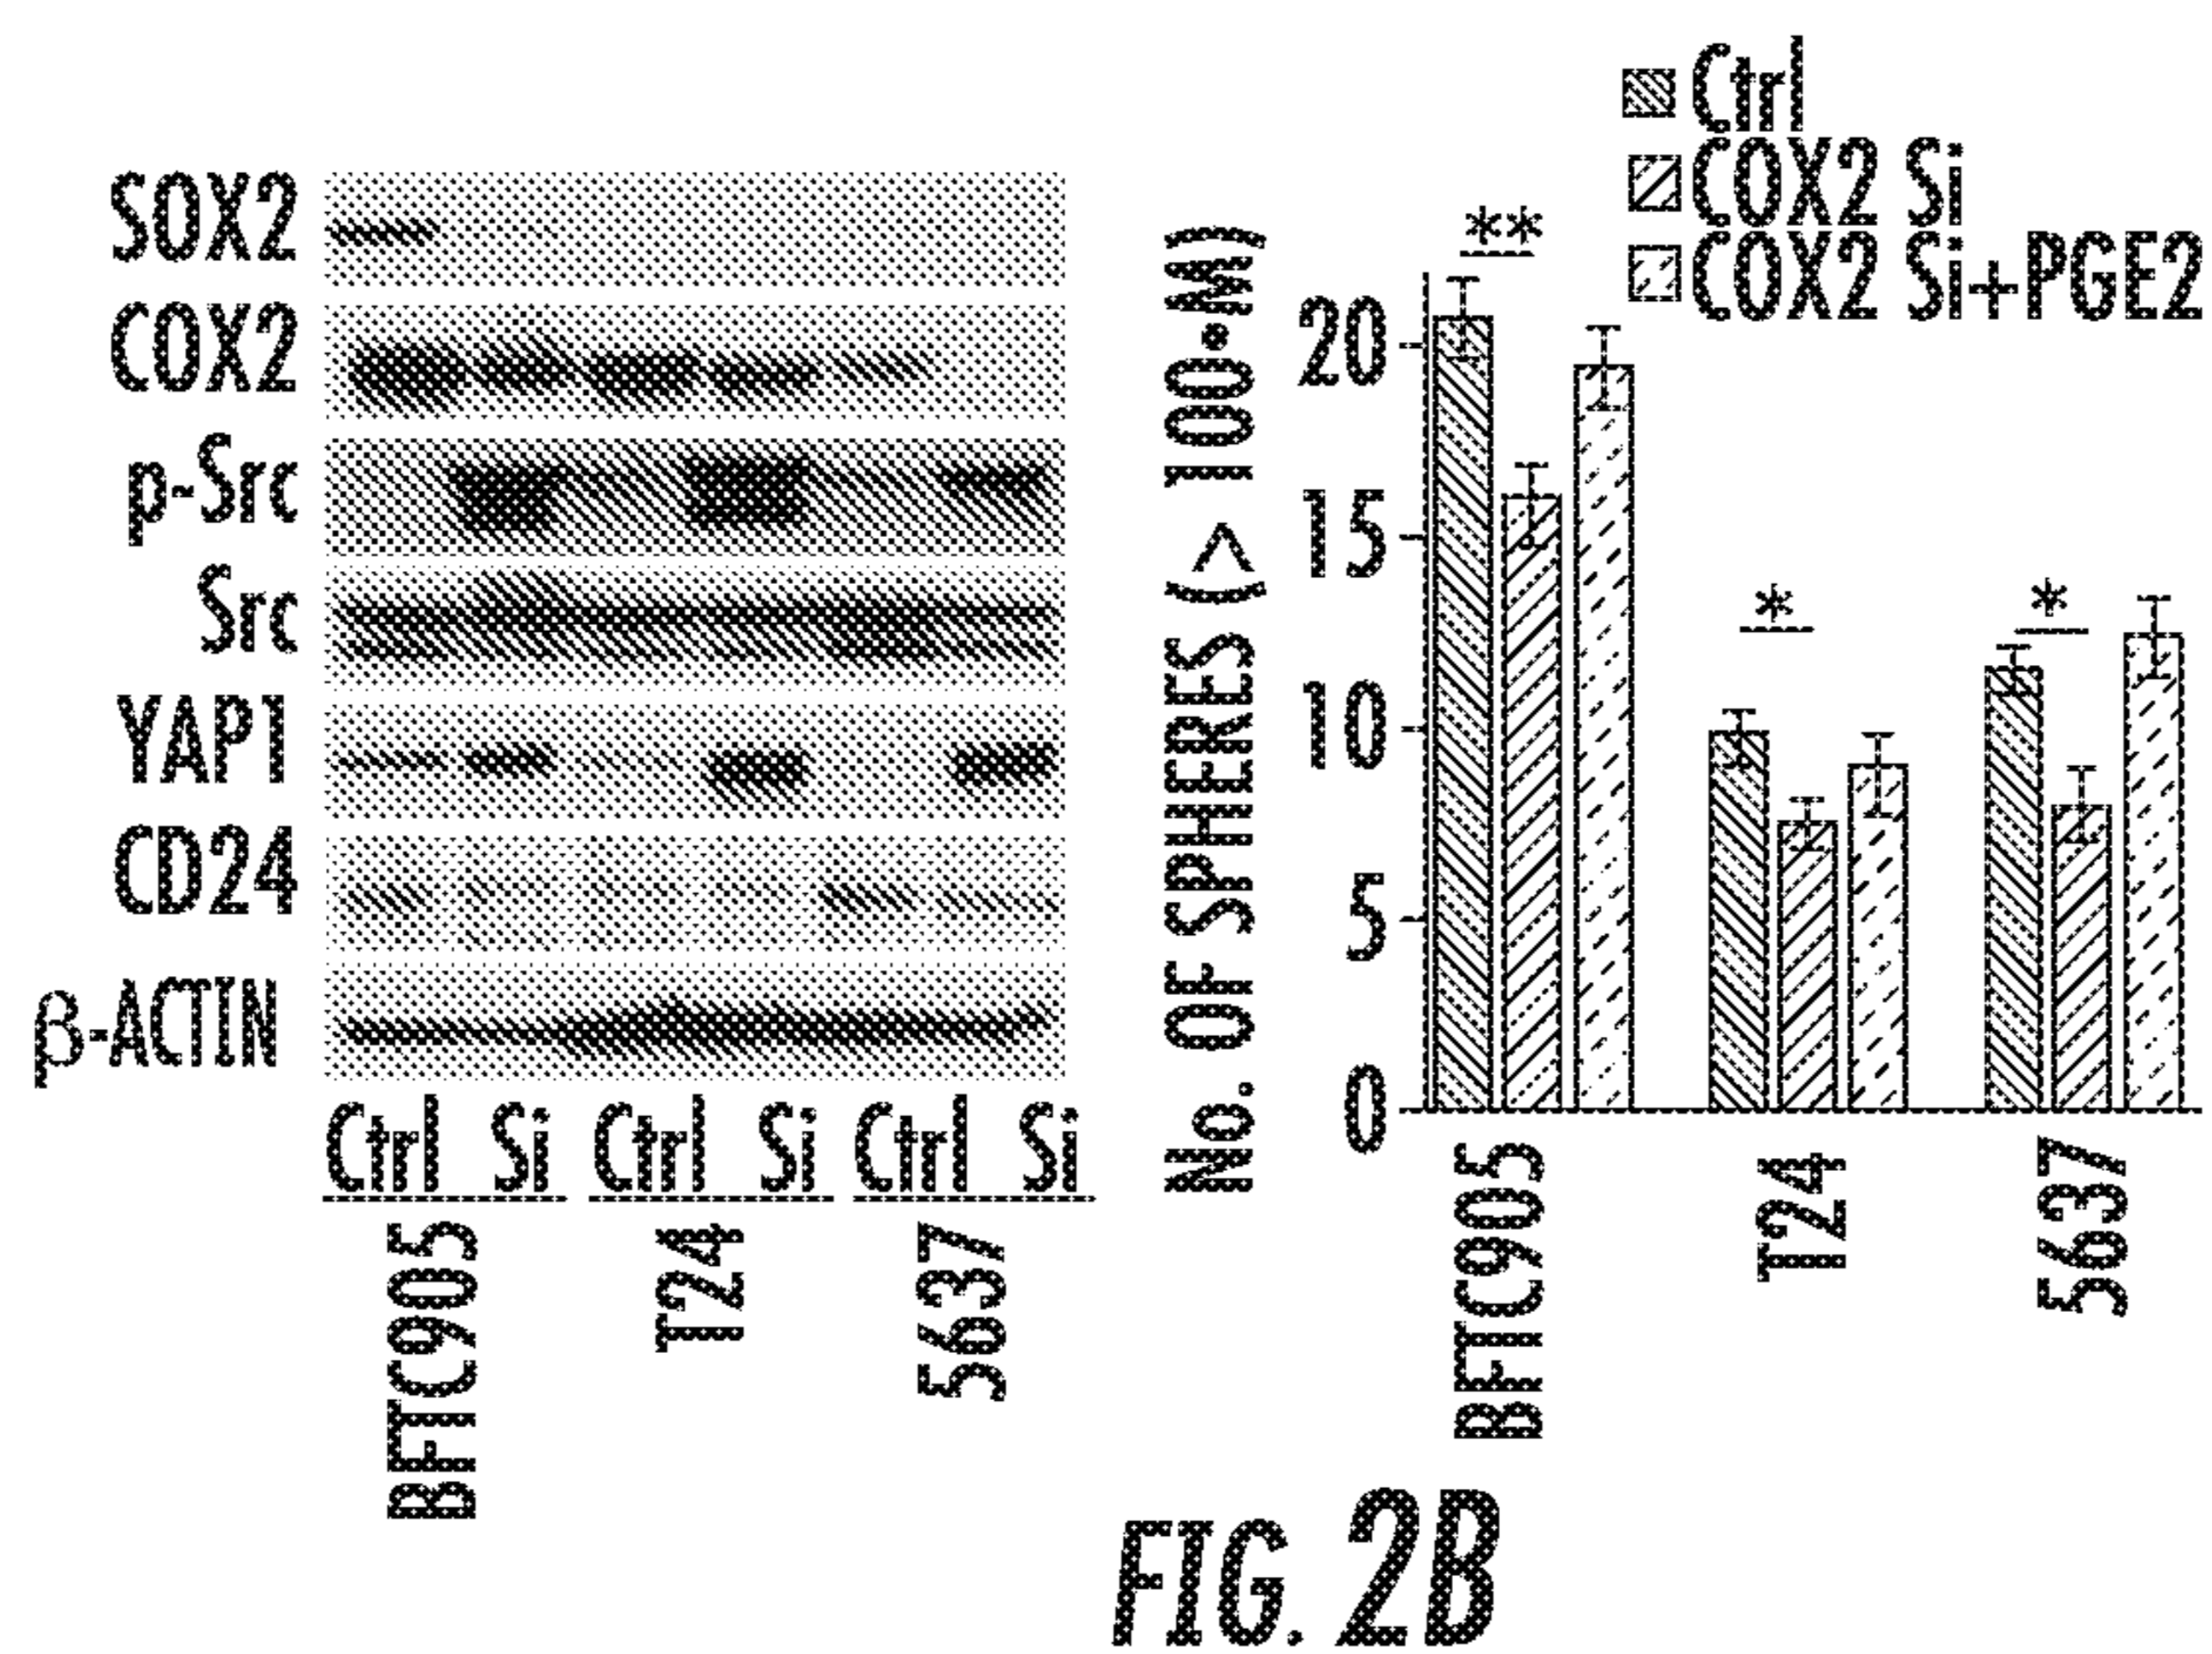 SOX2
COX2
p-Src
Src
YAP1
CD24
β-ACTIN
Ctrl Si Ctrl Si Ctrl Si
BFTC905
T24
5637
Ctrl
COX2 Si
COX2 Si+PGE2
No. OF SPHERES (> 100•M)
20
15
10
5
0
**
*
*
BFTC905
T24
5637
FIG. 2B